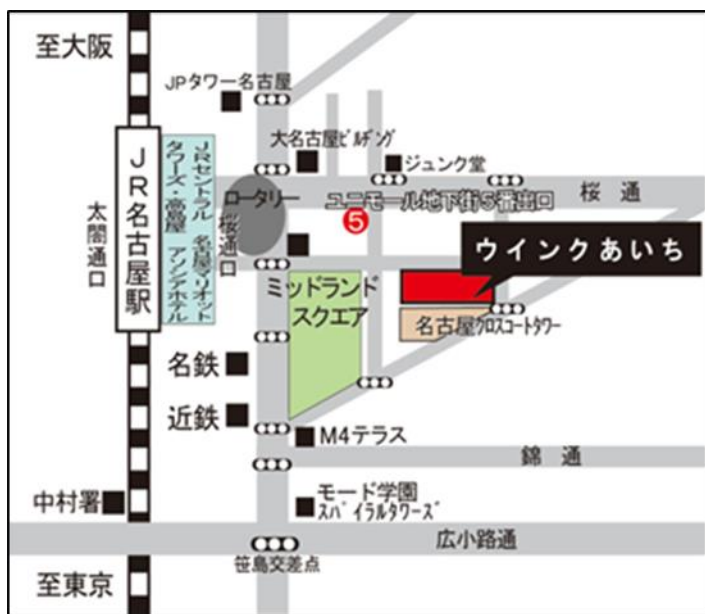 至大阪
JPタワー名古屋
大名古屋ﾋﾞﾙﾁﾞﾝｸﾞ
ジュンク堂
JR名古屋駅
太閤通口
JRセントラル 名古屋マリオット
タワーズ・高島屋 アソシアホテル
桜通口
ロータリー
ユニモール地下街5番出口
5
桜通
ウインクあいち
ミッドランド
スクエア
名古屋ｸﾛｽｺｰﾄﾀﾜｰ
名鉄
近鉄
M4テラス
錦通
中村署
モード学園
ｽﾊﾟｲﾗﾙﾀﾜｰｽﾞ
広小路通
笹島交差点
至東京